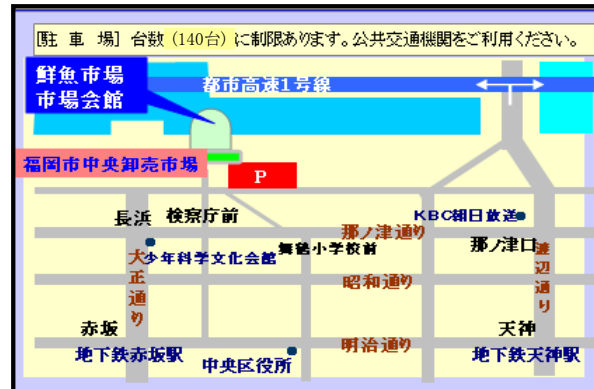 [駐 車 場] 台数 (140台) に制限あります。公共交通機関をご利用ください。
鮮魚市場
市場会館
都市高速1号線
福岡市中央卸売市場
P
長浜
検察庁前
KBC朝日放送
那ノ津通り
那ノ津口
大正通り
少年科学文化会館
舞鶴小学校前
渡辺通り
昭和通り
赤坂
天神
地下鉄赤坂駅
中央区役所
明治通り
地下鉄天神駅